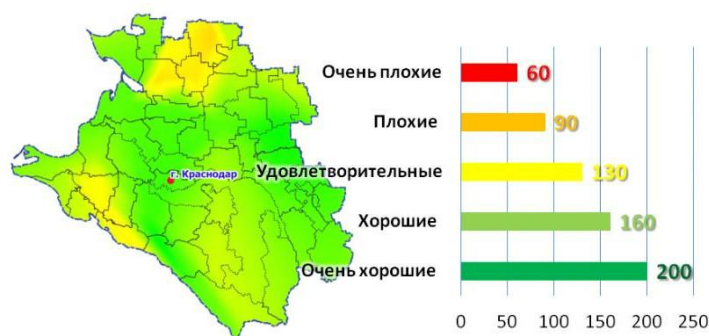 Очень плохие 60
Плохие 90
г. Краснодар
Удовлетворительные 130
Хорошие 160
Очень хорошие 200
0 50 100 150 200 250